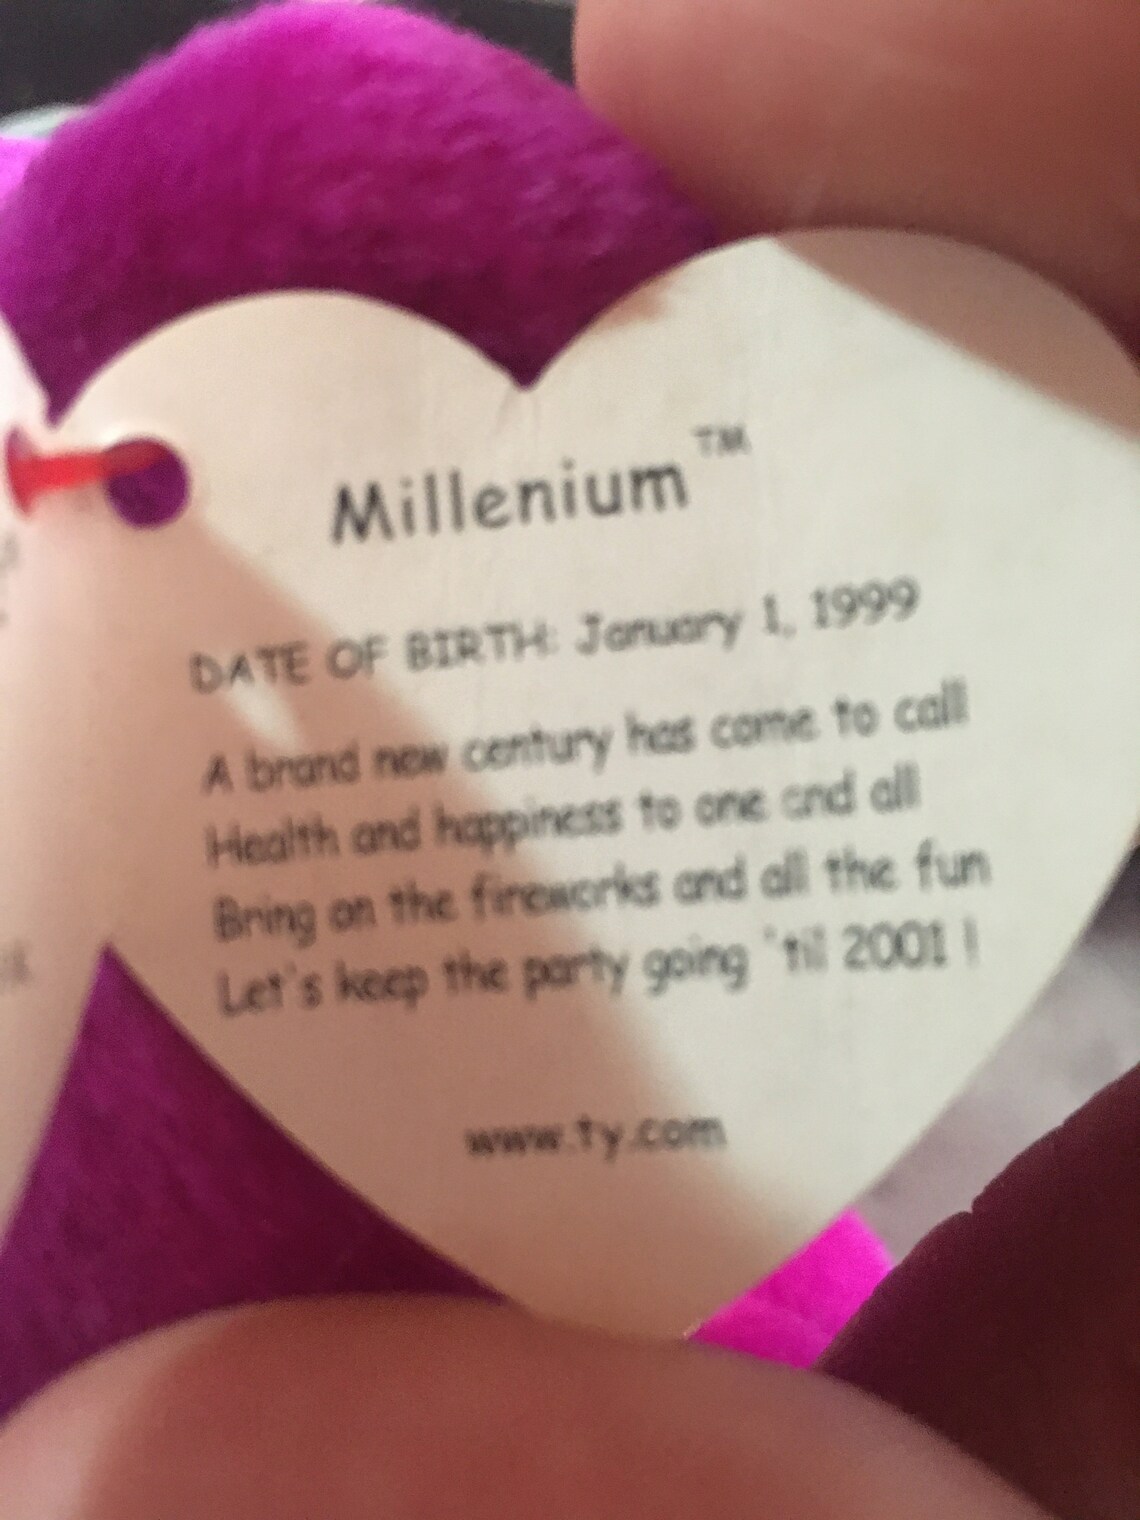 Millenium™
DATE OF BIRTH: January 1, 1999
A brand new century has come to call
Health and happiness to one and all
Bring on the fireworks and all the fun
Let's keep the party going 'til 2001 !
www.ty.com